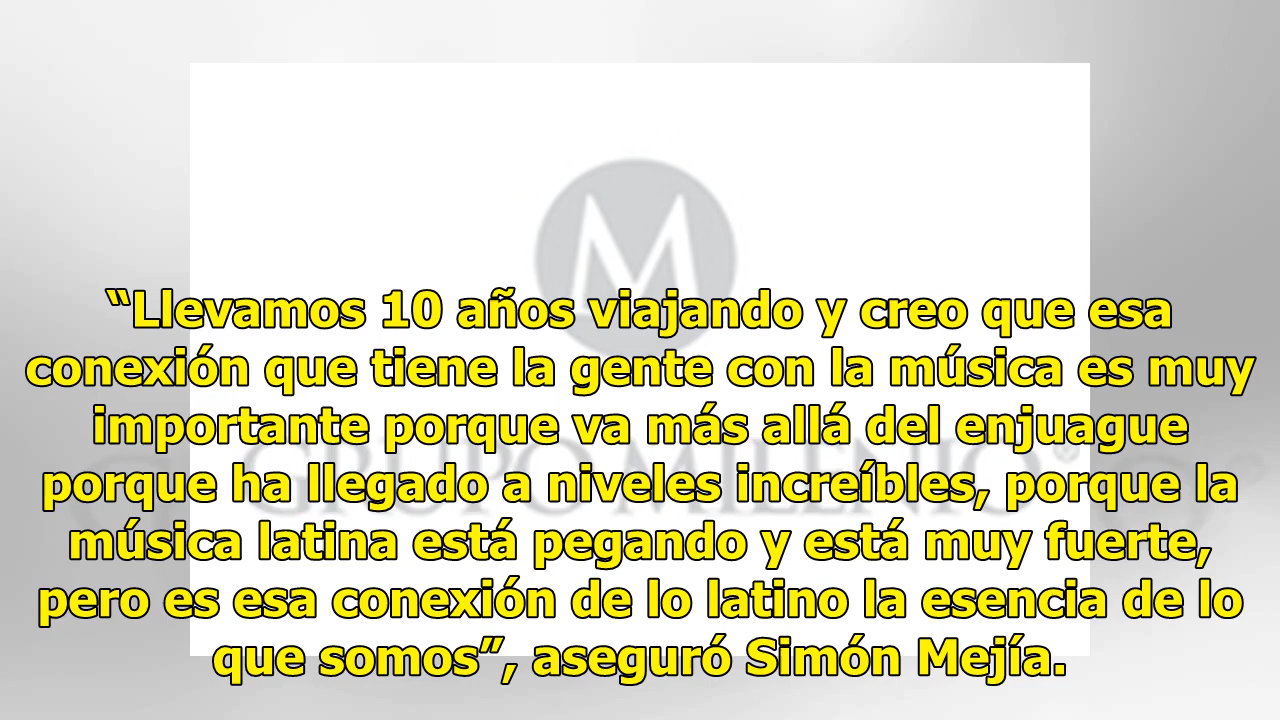 M
“Llevamos 10 años viajando y creo que esa
conexión que tiene la gente con la música es muy
importante porque va más allá del enjuague
GRUPO MILENIO®
porque ha llegado a niveles increíbles, porque la
música latina está pegando y está muy fuerte,
pero es esa conexión de lo latino la esencia de lo
que somos”, aseguró Simón Mejía.